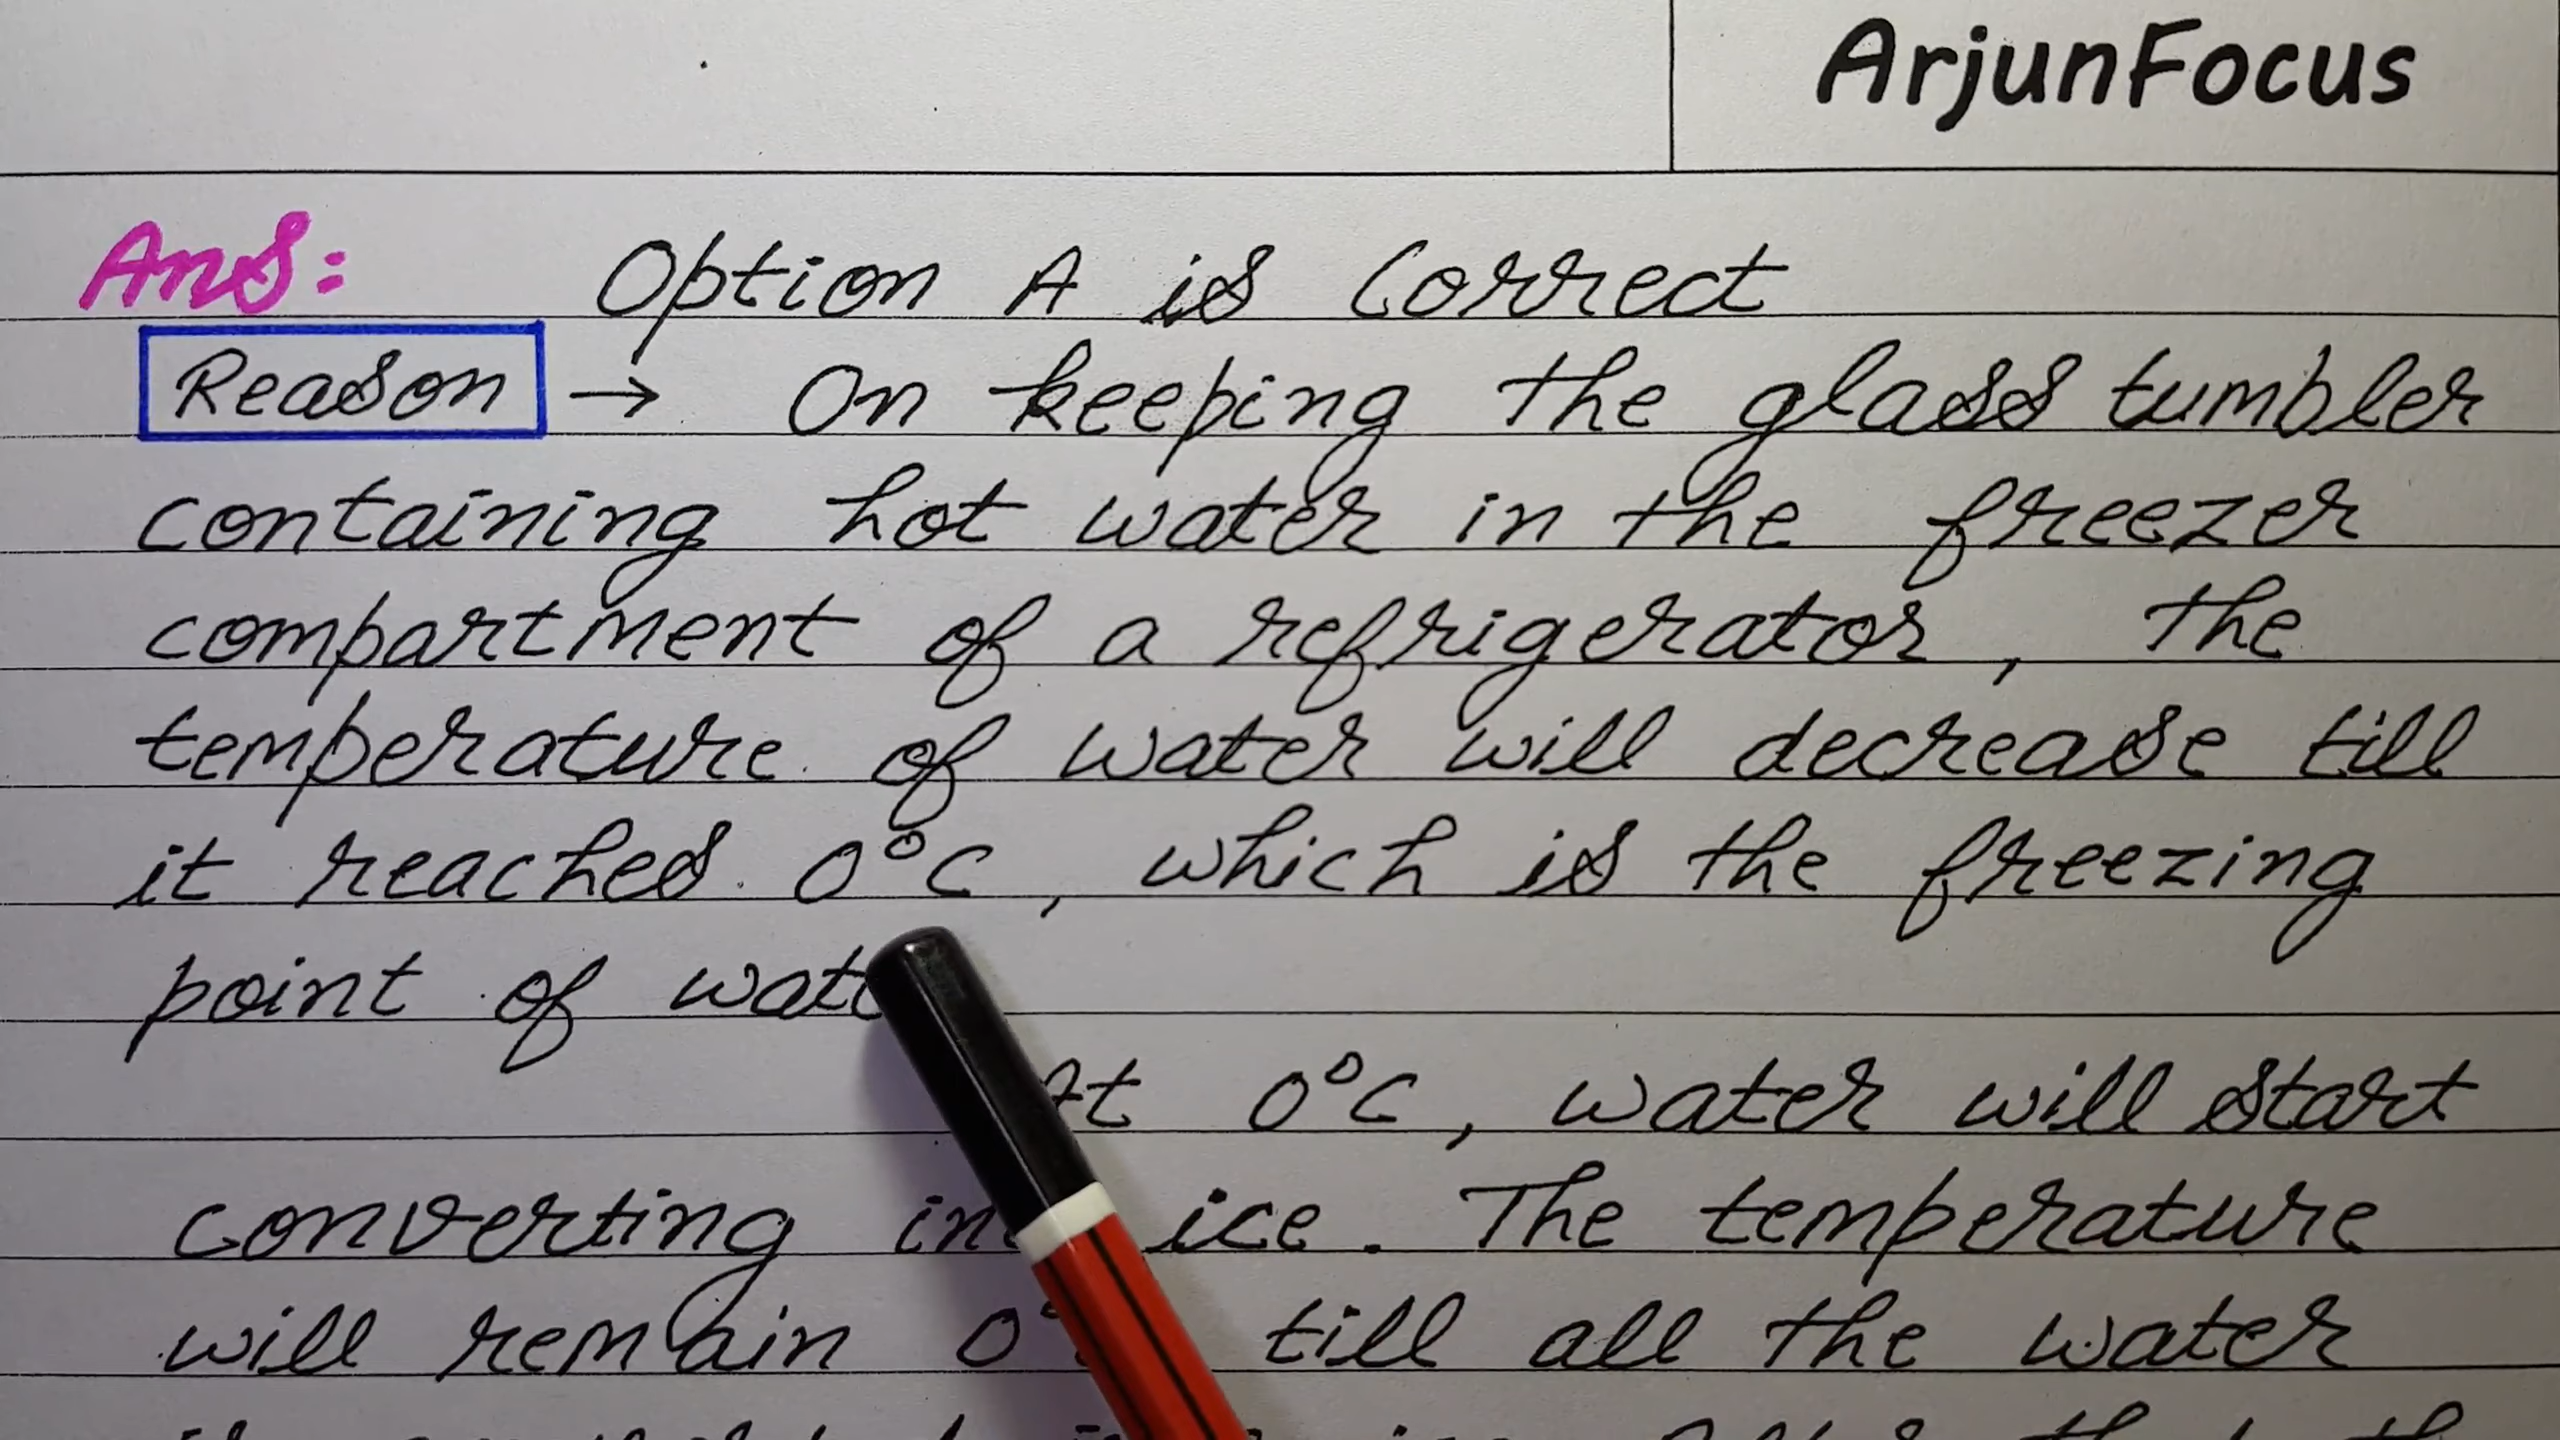 ArjunFocus
Ans: Option A is Correct
Reason → On keeping the glass tumbler
containing hot water in the freezer
compartment of a refrigerator, the
temperature of water will decrease till
it reaches 0°C, which is the freezing
point of
At 0°C, water will start
converting ice. The temperature
will remain till all the water